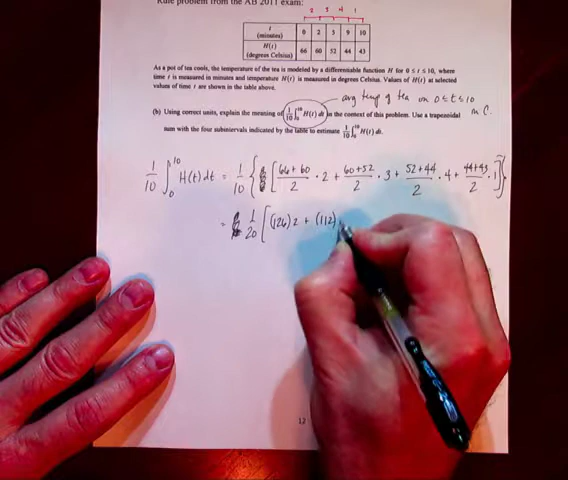 Rule problem from the AB 2011 exam:
2 3 4 1
t (minutes) 0 2 5 9 10
H(t) (degrees Celsius) 66 60 52 44 43
As a pot of tea cools, the temperature of the tea is modeled by a differentiable function H for 0 ≤ t ≤ 10, where
time t is measured in minutes and temperature H(t) is measured in degrees Celsius. Values of H(t) at selected
values of time t are shown in the table above.
avg temp of tea on 0 ≤ t ≤ 10
in C.
(b) Using correct units, explain the meaning of 1/10 ∫₀¹⁰ H(t) dt in the context of this problem. Use a trapezoidal
sum with the four subintervals indicated by the table to estimate 1/10 ∫₀¹⁰ H(t) dt.
1/10 ∫₀¹⁰ H(t) dt = 1/10 { [ (66+60)/2 · 2 + (60+52)/2 · 3 + (52+44)/2 · 4 + (44+43)/2 · 1 ] }
= 1/20 [ (126)2 + (112)
12